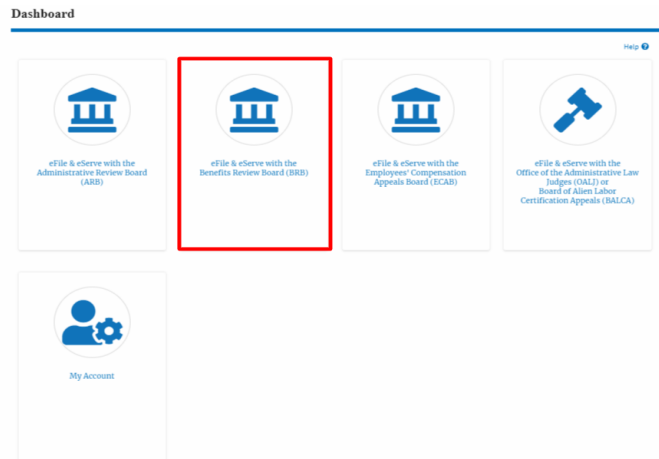 Dashboard
Help
eFile & eServe with the
Administrative Review Board
(ARB)
eFile & eServe with the
Benefits Review Board (BRB)
eFile & eServe with the
Employees' Compensation
Appeals Board (ECAB)
eFile & eServe with the
Office of the Administrative Law
Judges (OALJ) or
Board of Alien Labor
Certification Appeals (BALCA)
My Account